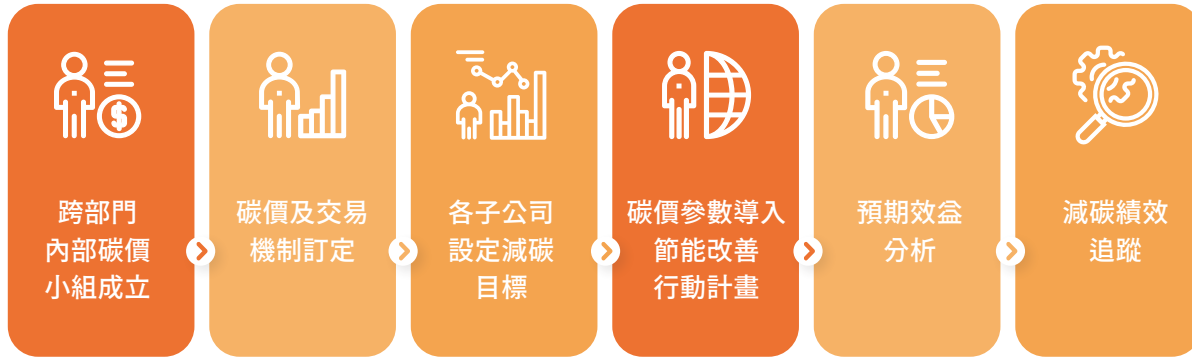 跨部門
內部碳價
小組成立
碳價及交易
機制訂定
各子公司
設定減碳
目標
碳價參數導入
節能改善
行動計畫
預期效益
分析
減碳績效
追蹤